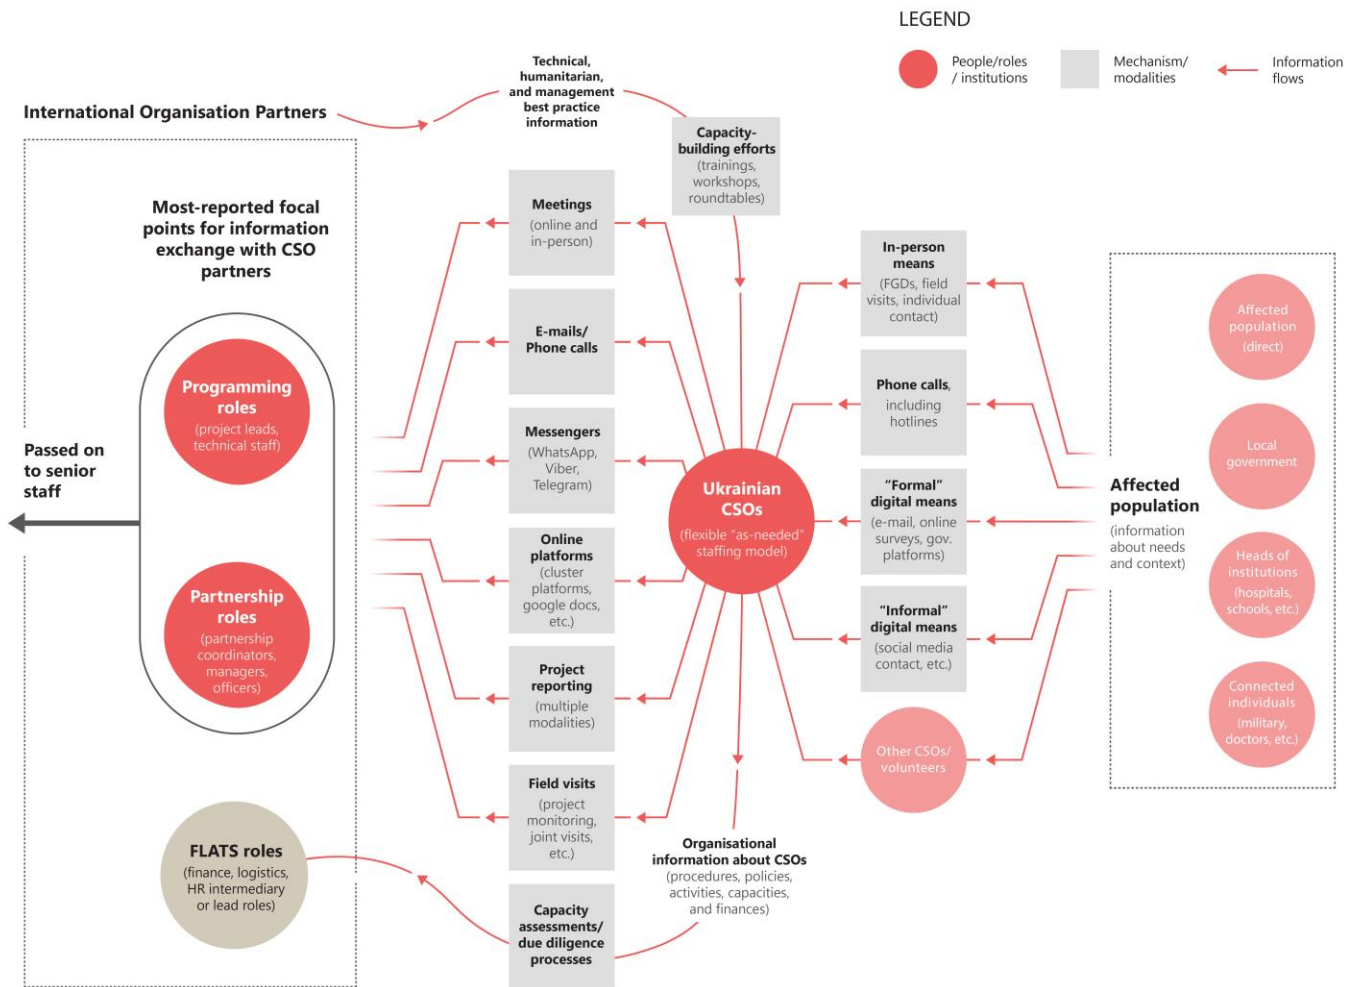 LEGEND
People/roles
/ institutions
Mechanism/
modalities
Information
flows
International Organisation Partners
Technical,
humanitarian,
and management
best practice
information
Capacity-
building efforts
(trainings,
workshops,
roundtables)
Most-reported focal
points for information
exchange with CSO
partners
Programming
roles
(project leads,
technical staff)
Partnership
roles
(partnership
coordinators,
managers,
officers)
Passed on
to senior
staff
FLATS roles
(finance, logistics,
HR intermediary
or lead roles)
Meetings
(online and
in-person)
E-mails/
Phone calls
Messengers
(WhatsApp,
Viber,
Telegram)
Online
platforms
(cluster
platforms,
google docs,
etc.)
Project
reporting
(multiple
modalities)
Field visits
(project
monitoring,
joint visits,
etc.)
Capacity
assessments/
due diligence
processes
Ukrainian
CSOs
(flexible “as-needed”
staffing model)
Organisational
information about CSOs
(procedures, policies,
activities, capacities,
and finances)
In-person
means
(FGDs, field
visits, individual
contact)
Phone calls,
including
hotlines
“Formal”
digital means
(e-mail, online
surveys, gov.
platforms)
“Informal”
digital means
(social media
contact, etc.)
Other CSOs/
volunteers
Affected
population
(information
about needs
and context)
Affected
population
(direct)
Local
government
Heads of
institutions
(hospitals,
schools, etc.)
Connected
individuals
(military,
doctors, etc.)